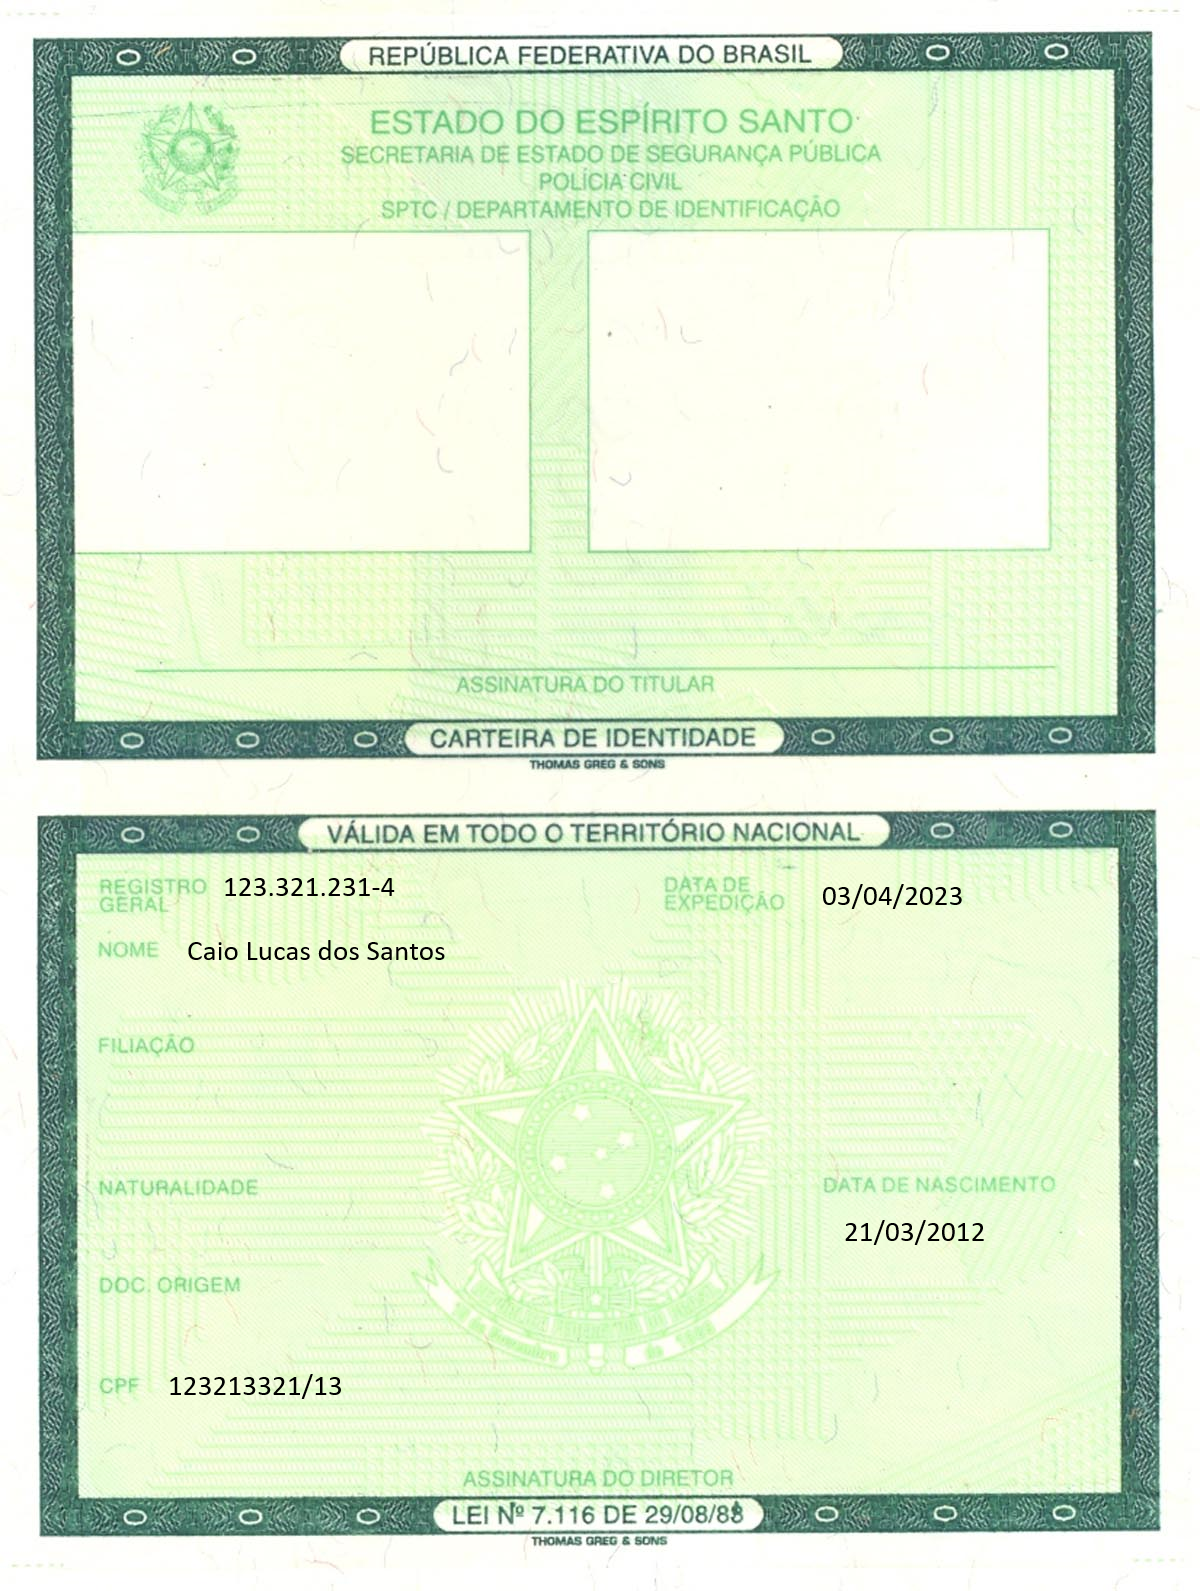 REPÚBLICA FEDERATIVA DO BRASIL
ESTADO DO ESPÍRITO SANTO
SECRETARIA DE ESTADO DE SEGURANÇA PÚBLICA
POLÍCIA CIVIL
SPTC / DEPARTAMENTO DE IDENTIFICAÇÃO
ASSINATURA DO TITULAR
CARTEIRA DE IDENTIDADE
THOMAS GREG & SONS
VÁLIDA EM TODO O TERRITÓRIO NACIONAL
REGISTRO GERAL 123.321.231-4 DATA DE EXPEDIÇÃO 03/04/2023
NOME Caio Lucas dos Santos
FILIAÇÃO
NATURALIDADE DATA DE NASCIMENTO
21/03/2012
DOC. ORIGEM
CPF 123213321/13
ASSINATURA DO DIRETOR
LEI Nº 7.116 DE 29/08/83
THOMAS GREG & SONS